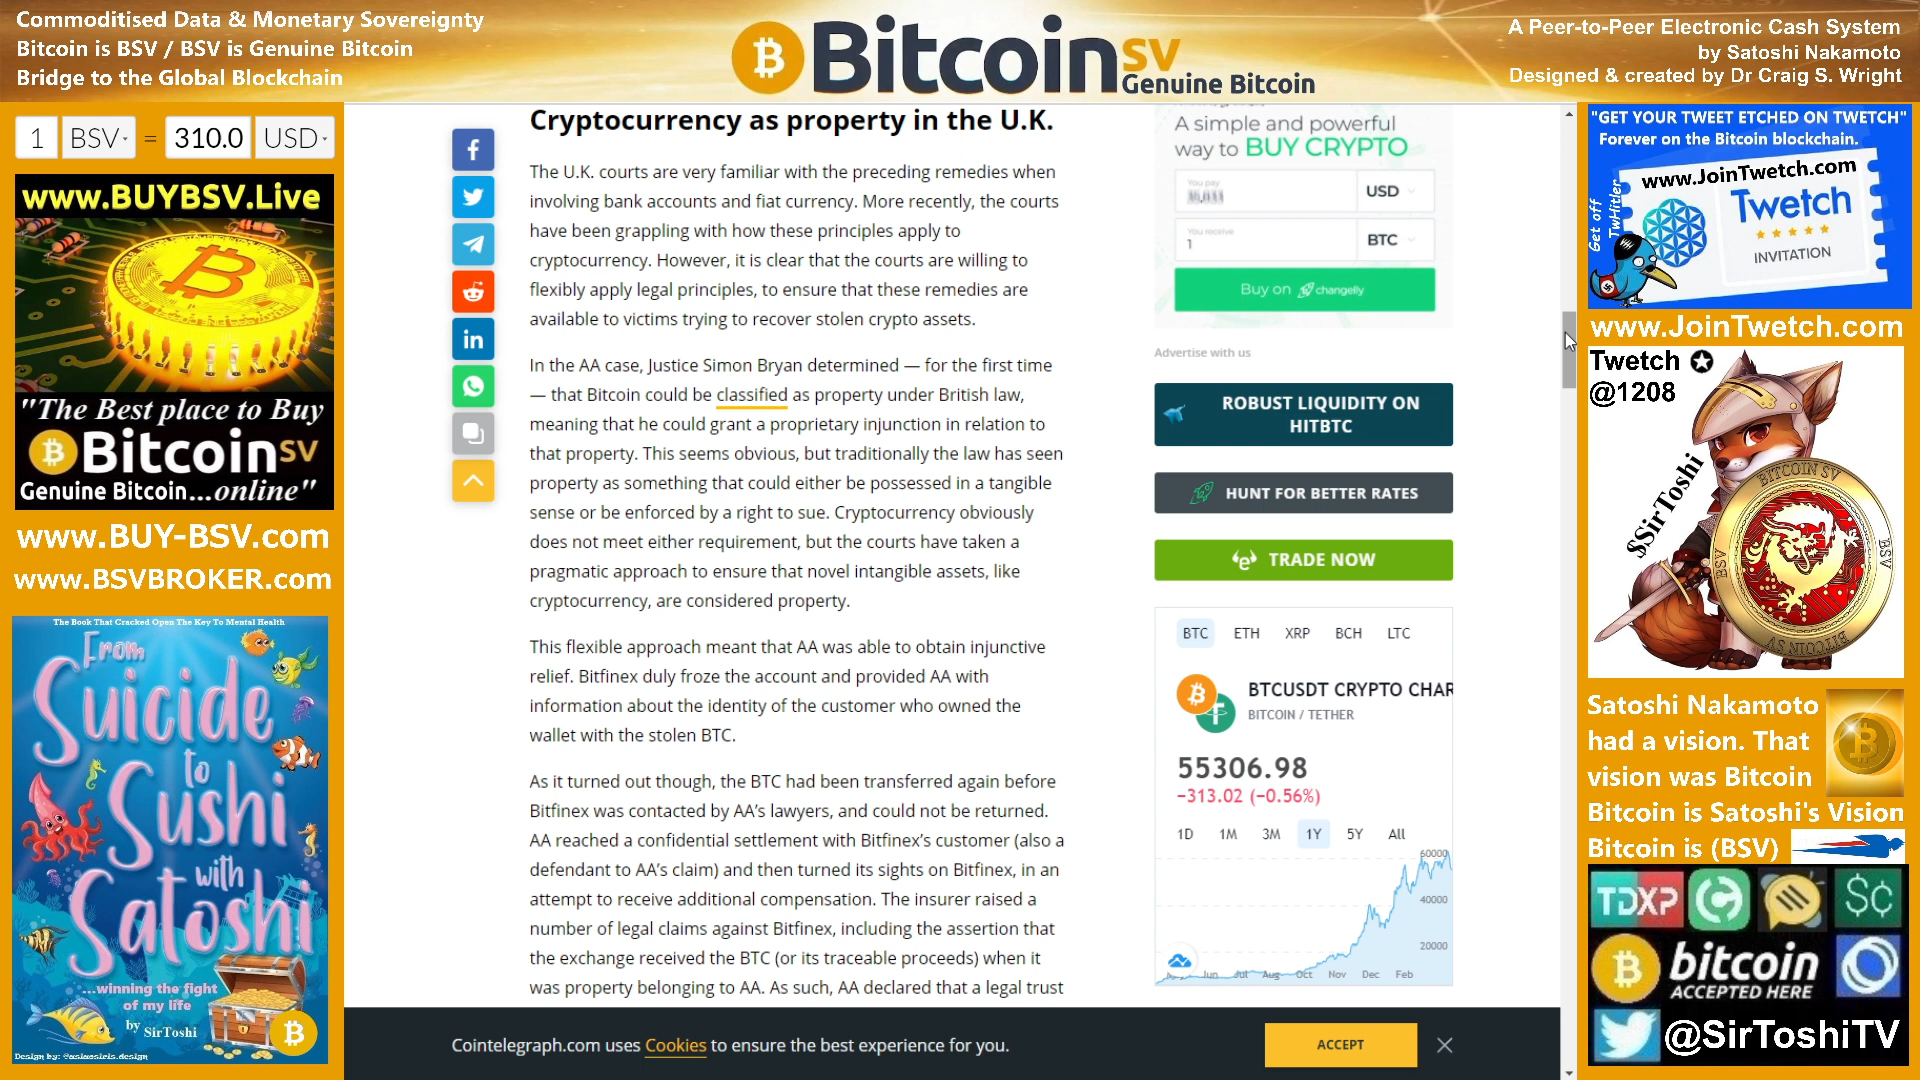 Commoditised Data & Monetary Sovereignty
Bitcoin is BSV / BSV is Genuine Bitcoin
Bridge to the Global Blockchain
BitcoinSV
Genuine Bitcoin
A Peer-to-Peer Electronic Cash System
by Satoshi Nakamoto
Designed & created by Dr Craig S. Wright
1 BSV = 310.0 USD
www.BUYBSV.Live
"The Best place to Buy
BitcoinSV
Genuine Bitcoin...online"
www.BUY-BSV.com
www.BSVBROKER.com
The Book That Cracked Open The Key To Mental Health
From
Suicide
to
Sushi
with
Satoshi
...winning the fight
of my life
by SirToshi
Cryptocurrency as property in the U.K.
The U.K. courts are very familiar with the preceding remedies when
involving bank accounts and fiat currency. More recently, the courts
have been grappling with how these principles apply to
cryptocurrency. However, it is clear that the courts are willing to
flexibly apply legal principles, to ensure that these remedies are
available to victims trying to recover stolen crypto assets.
In the AA case, Justice Simon Bryan determined — for the first time
— that Bitcoin could be classified as property under British law,
meaning that he could grant a proprietary injunction in relation to
that property. This seems obvious, but traditionally the law has seen
property as something that could either be possessed in a tangible
sense or be enforced by a right to sue. Cryptocurrency obviously
does not meet either requirement, but the courts have taken a
pragmatic approach to ensure that novel intangible assets, like
cryptocurrency, are considered property.
This flexible approach meant that AA was able to obtain injunctive
relief. Bitfinex duly froze the account and provided AA with
information about the identity of the customer who owned the
wallet with the stolen BTC.
As it turned out though, the BTC had been transferred again before
Bitfinex was contacted by AA's lawyers, and could not be returned.
AA reached a confidential settlement with Bitfinex's customer (also a
defendant to AA's claim) and then turned its sights on Bitfinex, in an
attempt to receive additional compensation. The insurer raised a
number of legal claims against Bitfinex, including the assertion that
the exchange received the BTC (or its traceable proceeds) when it
was property belonging to AA. As such, AA declared that a legal trust
Cointelegraph.com uses Cookies to ensure the best experience for you.
ACCEPT
A simple and powerful
way to BUY CRYPTO
You pay
USD
You receive
1
BTC
Buy on changelly
Advertise with us
ROBUST LIQUIDITY ON
HITBTC
HUNT FOR BETTER RATES
TRADE NOW
BTC ETH XRP BCH LTC
BTCUSDT CRYPTO CHAR
BITCOIN / TETHER
55306.98
−313.02 (−0.56%)
1D 1M 3M 1Y 5Y All
60000
40000
20000
Jun Jul Aug Oct Nov Dec Feb
"GET YOUR TWEET ETCHED ON TWETCH"
Forever on the Bitcoin blockchain.
www.JoinTwetch.com
Get off
TwHitler
Twetch
INVITATION
www.JoinTwetch.com
Twetch
@1208
$SirToshi
BITCOIN SV
BSV
BSV
BITCOIN SV
Satoshi Nakamoto
had a vision. That
vision was Bitcoin
Bitcoin is Satoshi's Vision
Bitcoin is (BSV)
TDXP
$¢
bitcoin
ACCEPTED HERE
@SirToshiTV